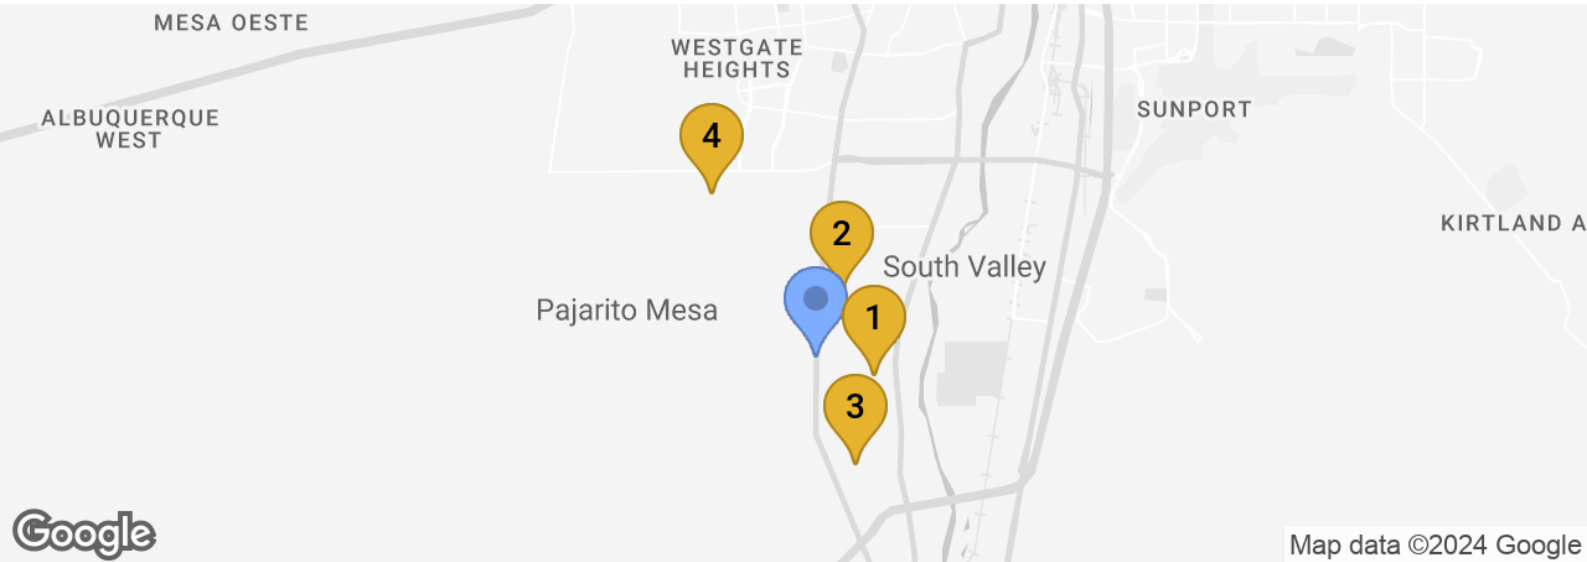 MESA OESTE
WESTGATE
HEIGHTS
ALBUQUERQUE
WEST
SUNPORT
4
KIRTLAND A
2
South Valley
Pajarito Mesa
1
3
Google
Map data ©2024 Google